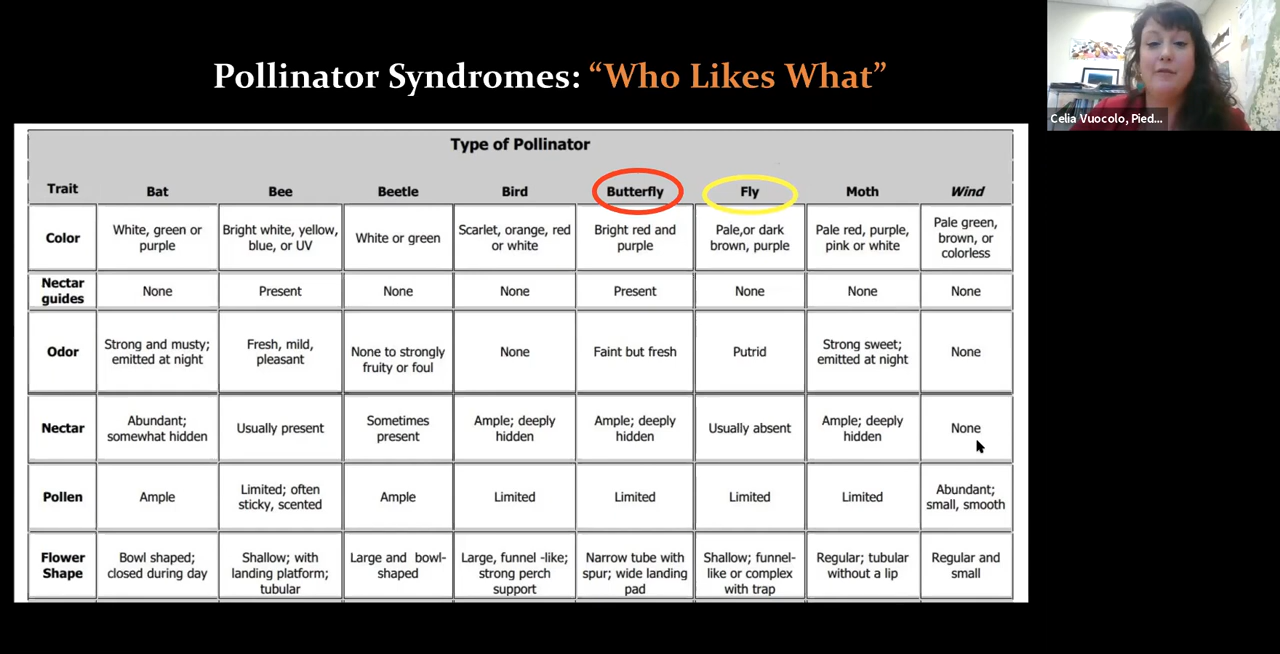 Pollinator Syndromes: “Who Likes What”
Celia Vuocolo, Pied...
Type of Pollinator
Trait Bat Bee Beetle Bird Butterfly Fly Moth Wind
Color
White, green or
purple
Bright white, yellow,
blue, or UV
White or green
Scarlet, orange, red
or white
Bright red and
purple
Pale,or dark
brown, purple
Pale red, purple,
pink or white
Pale green,
brown, or
colorless
Nectar
guides
None
Present
None
None
Present
None
None
None
Odor
Strong and musty;
emitted at night
Fresh, mild,
pleasant
None to strongly
fruity or foul
None
Faint but fresh
Putrid
Strong sweet;
emitted at night
None
Nectar
Abundant;
somewhat hidden
Usually present
Sometimes
present
Ample; deeply
hidden
Ample; deeply
hidden
Usually absent
Ample; deeply
hidden
None
Pollen
Ample
Limited; often
sticky, scented
Ample
Limited
Limited
Limited
Limited
Abundant;
small, smooth
Flower
Shape
Bowl shaped;
closed during day
Shallow; with
landing platform;
tubular
Large and bowl-
shaped
Large, funnel -like;
strong perch
support
Narrow tube with
spur; wide landing
pad
Shallow; funnel-
like or complex
with trap
Regular; tubular
without a lip
Regular and
small